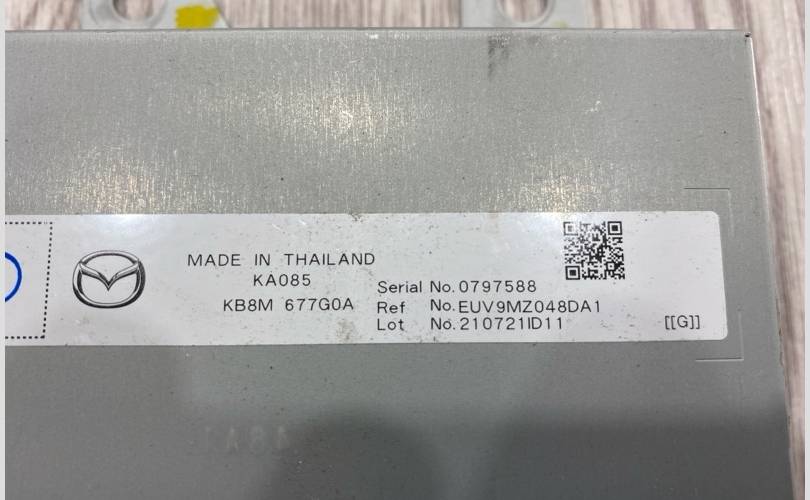 MADE IN THAILAND
KA085
KB8M 677G0A
Serial No. 0797588
Ref No. EUV9MZ048DA1
Lot No. 210721ID11
[[G]]